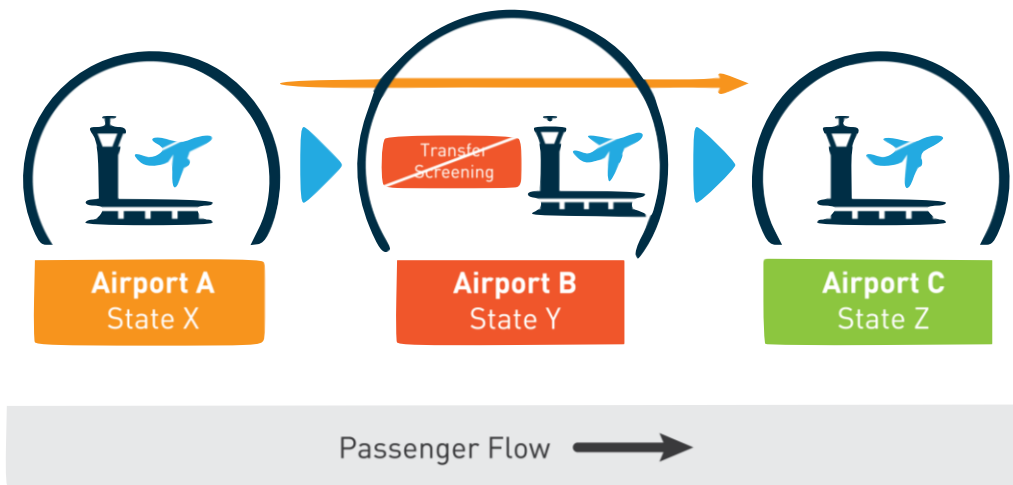 Transfer
Screening
Airport A
State X
Airport B
State Y
Airport C
State Z
Passenger Flow